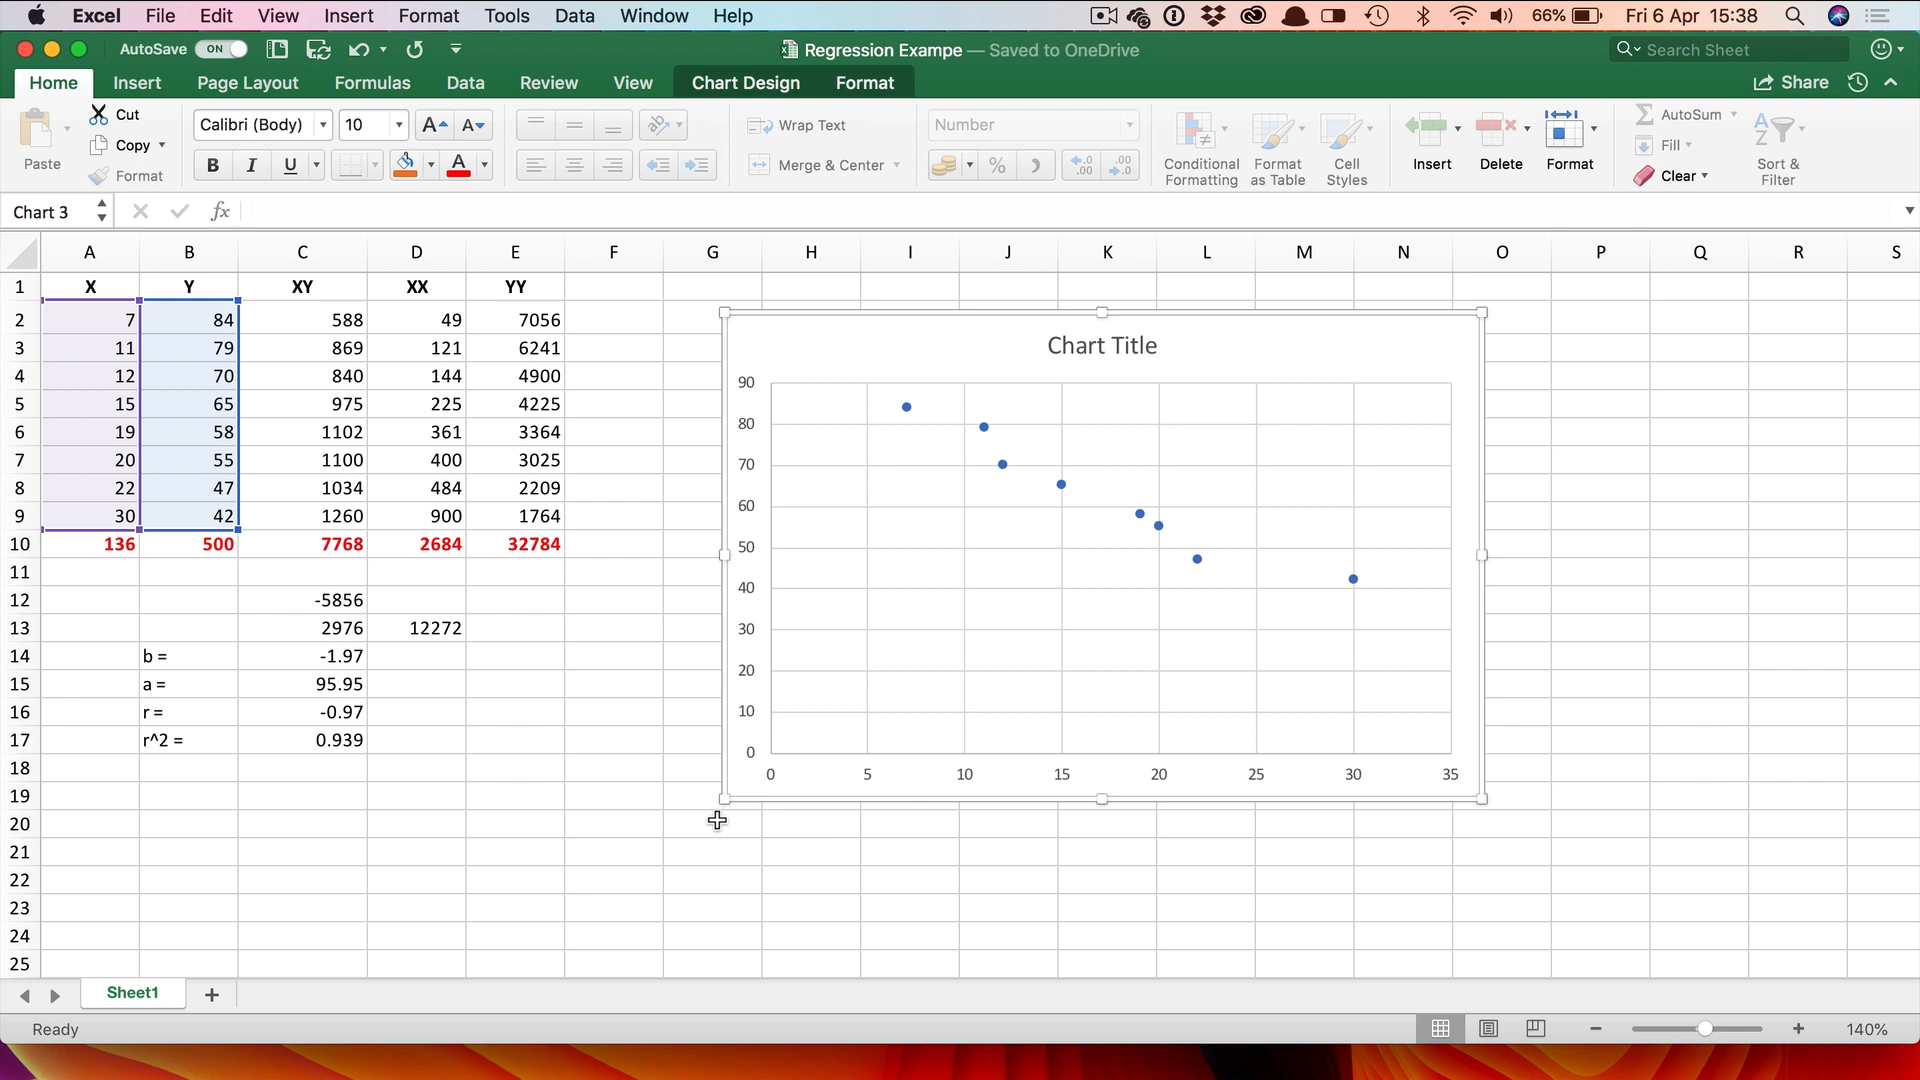 Excel File Edit View Insert Format Tools Data Window Help 66% Fri 6 Apr 15:38
AutoSave ON Regression Exampe — Saved to OneDrive Search Sheet
Home Insert Page Layout Formulas Data Review View Chart Design Format Share
Paste Cut Copy Format
Calibri (Body) 10 A A
B I U A
Wrap Text
Merge & Center
Number
% .0 .00 .00 .0
Conditional Formatting
Format as Table
Cell Styles
Insert Delete Format
AutoSum
Fill
Clear
Sort & Filter
Chart 3 fx
A B C D E F G H I J K L M N O P Q R S
1 X Y XY XX YY
2 7 84 588 49 7056
3 11 79 869 121 6241
4 12 70 840 144 4900
5 15 65 975 225 4225
6 19 58 1102 361 3364
7 20 55 1100 400 3025
8 22 47 1034 484 2209
9 30 42 1260 900 1764
10 136 500 7768 2684 32784
11
12 -5856
13 2976 12272
14 b = -1.97
15 a = 95.95
16 r = -0.97
17 r^2 = 0.939
18
19
20
21
22
23
24
25
Chart Title
90
80
70
60
50
40
30
20
10
0
0 5 10 15 20 25 30 35
Sheet1
Ready 140%